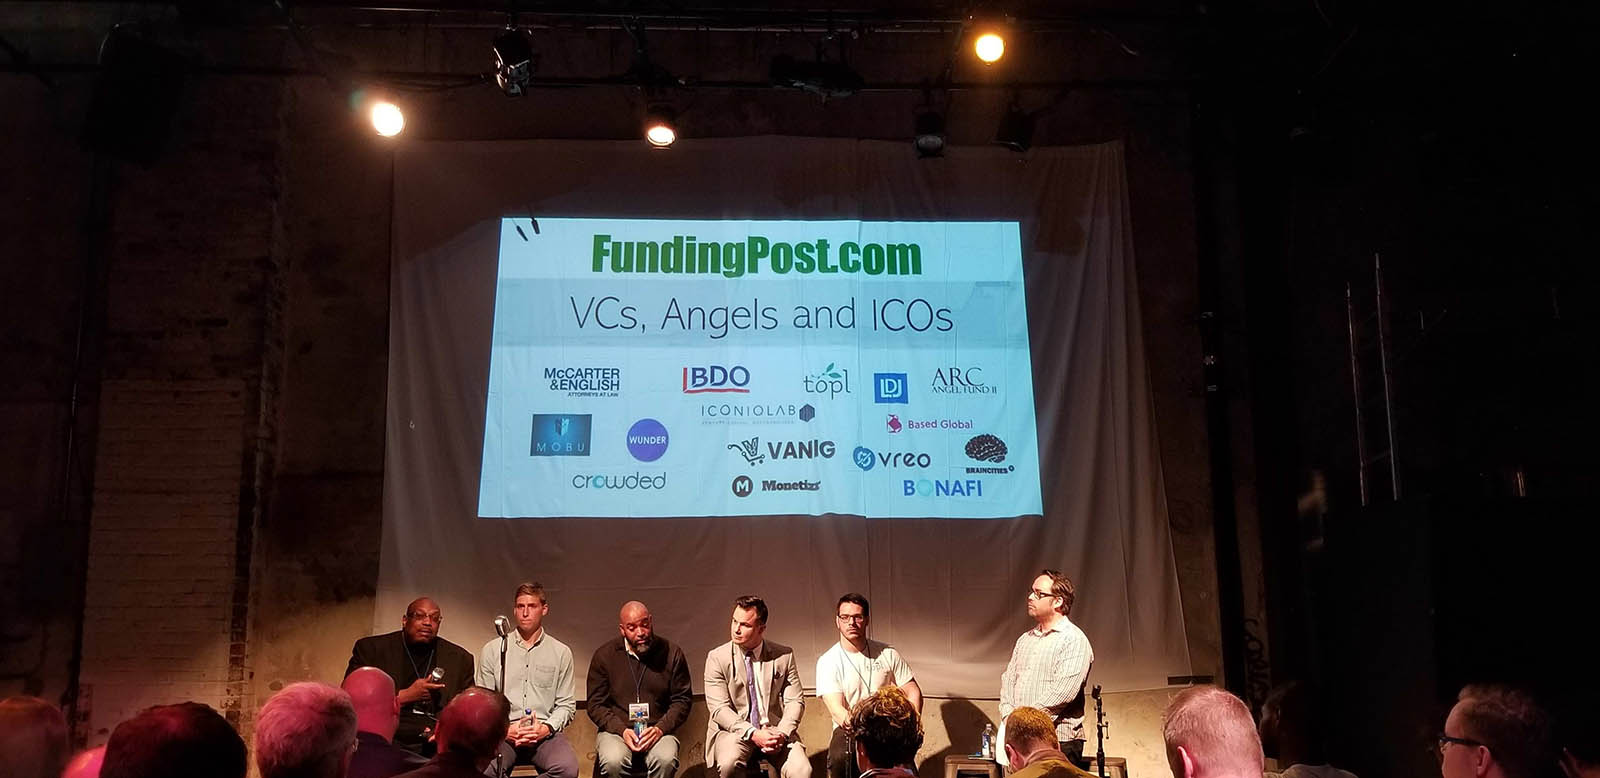 FundingPost.com
VCs, Angels and ICOs
McCARTER
& ENGLISH
ATTORNEYS AT LAW
BDO
topl
LDJ
ARC
ANGEL FUND II
ICONIOLAB
MOBU
WUNDER
Based Global
VANIG
vreo
BRAINCITIES
crowded
M Monetizr
BONAFI